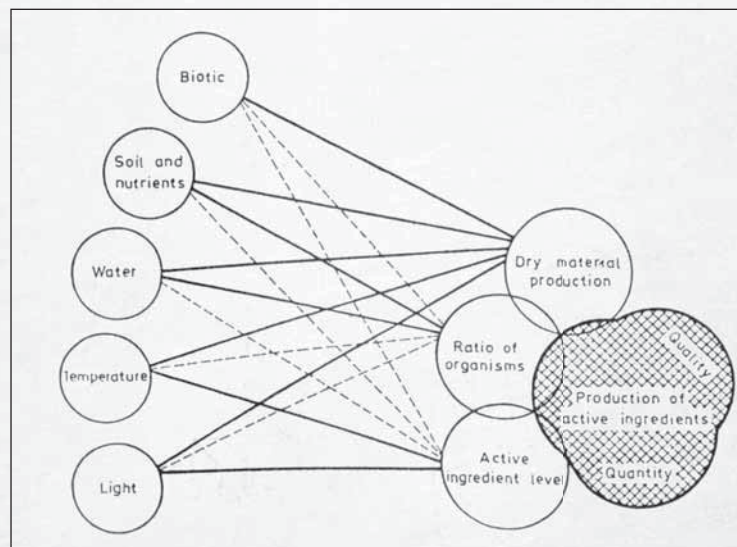 Biotic
Soil and
nutrients
Water
Temperature
Light
Dry material
production
Ratio of
organisms
Active
ingredient level
Quality
Production of
active ingredients
Quantity